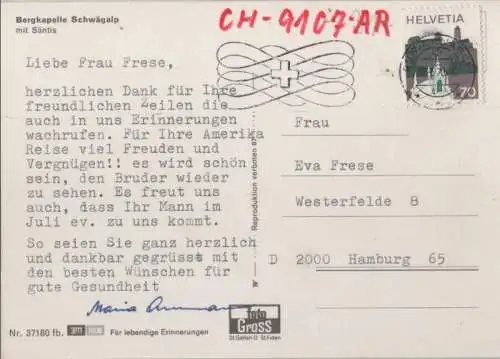 Bergkapelle Schwägalp
mit Säntis
CH-9107 AR
HELVETIA
70
Liebe Frau Frese,
herzlichen Dank für Ihre
freundlichen Zeilen die
auch in uns Erinnerungen
wachrufen. Für Ihre Amerika
Reise viel Freuden und
Vergnügen!! es wird schön
sein, den Bruder wieder
zu sehen. Es freut uns
auch, dass Ihr Mann im
Juli ev. zu uns kommt.
So seien Sie ganz herzlich
und dankbar gegrüsst mit
den besten Wünschen für
gute Gesundheit
Maria
Reproduktion verboten
Frau
Eva Frese
Westerfelde 8
D 2000 Hamburg 65
Nr. 37180 fb.
Für lebendige Erinnerungen
foto
Gross
St.Gallen